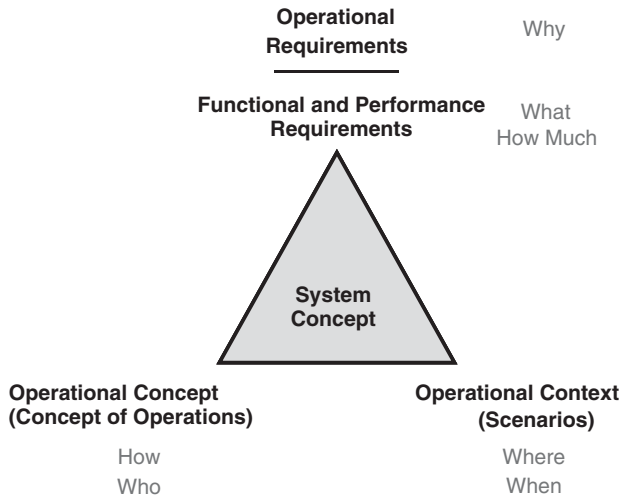 Operational
Requirements
Why
Functional and Performance
Requirements
What
How Much
System
Concept
Operational Concept
(Concept of Operations)
How
Who
Operational Context
(Scenarios)
Where
When